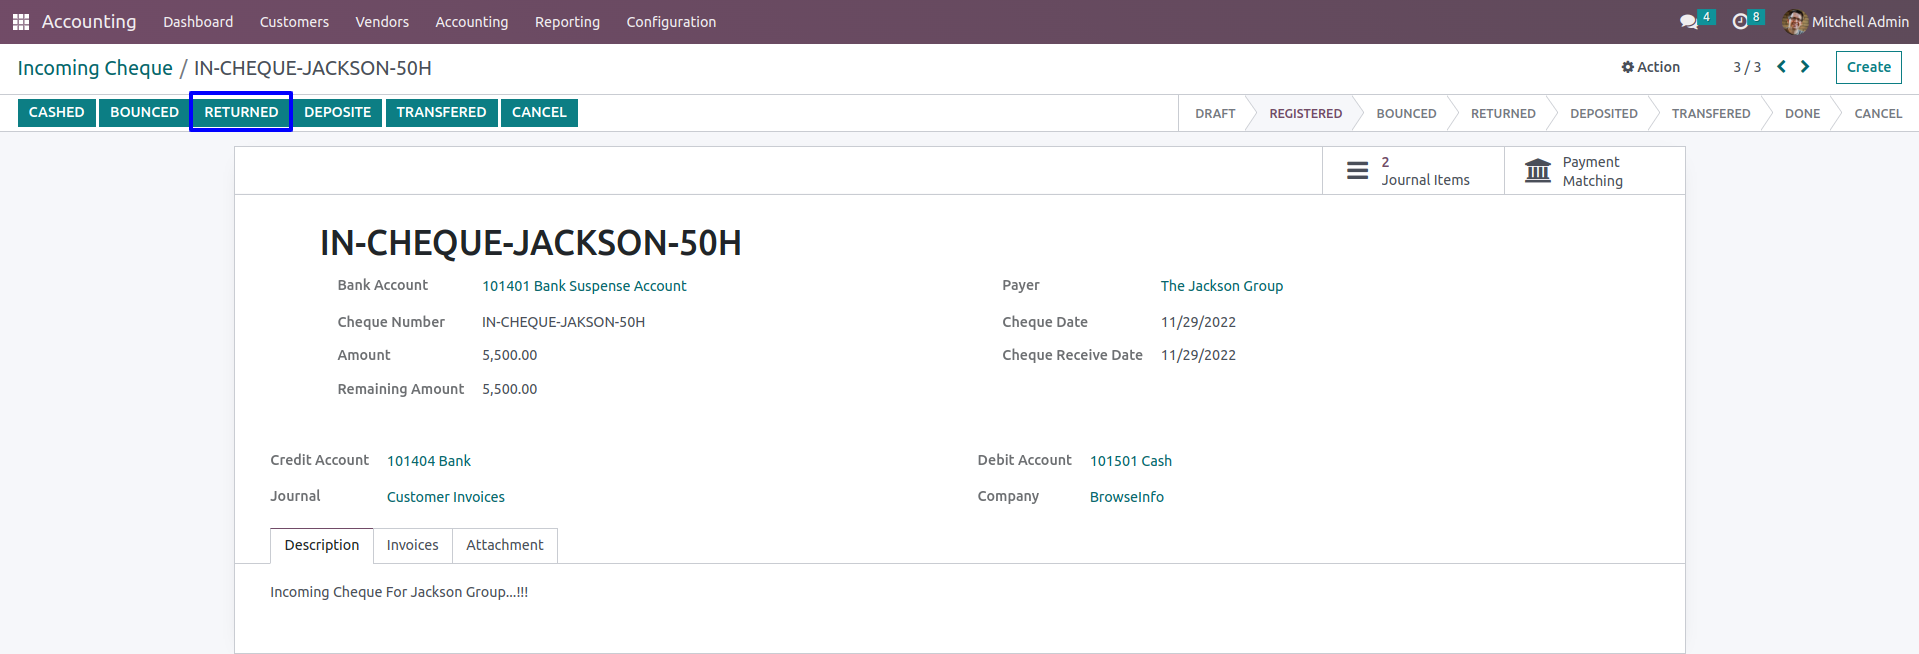 Accounting Dashboard Customers Vendors Accounting Reporting Configuration 4 8 Mitchell Admin
Incoming Cheque / IN-CHEQUE-JACKSON-50H Action 3 / 3 Create
CASHED BOUNCED RETURNED DEPOSITE TRANSFERED CANCEL DRAFT REGISTERED BOUNCED RETURNED DEPOSITED TRANSFERED DONE CANCEL
2 Journal Items
Payment Matching
IN-CHEQUE-JACKSON-50H
Bank Account 101401 Bank Suspense Account Payer The Jackson Group
Cheque Number IN-CHEQUE-JAKSON-50H Cheque Date 11/29/2022
Amount 5,500.00 Cheque Receive Date 11/29/2022
Remaining Amount 5,500.00
Credit Account 101404 Bank Debit Account 101501 Cash
Journal Customer Invoices Company BrowseInfo
Description Invoices Attachment
Incoming Cheque For Jackson Group...!!!